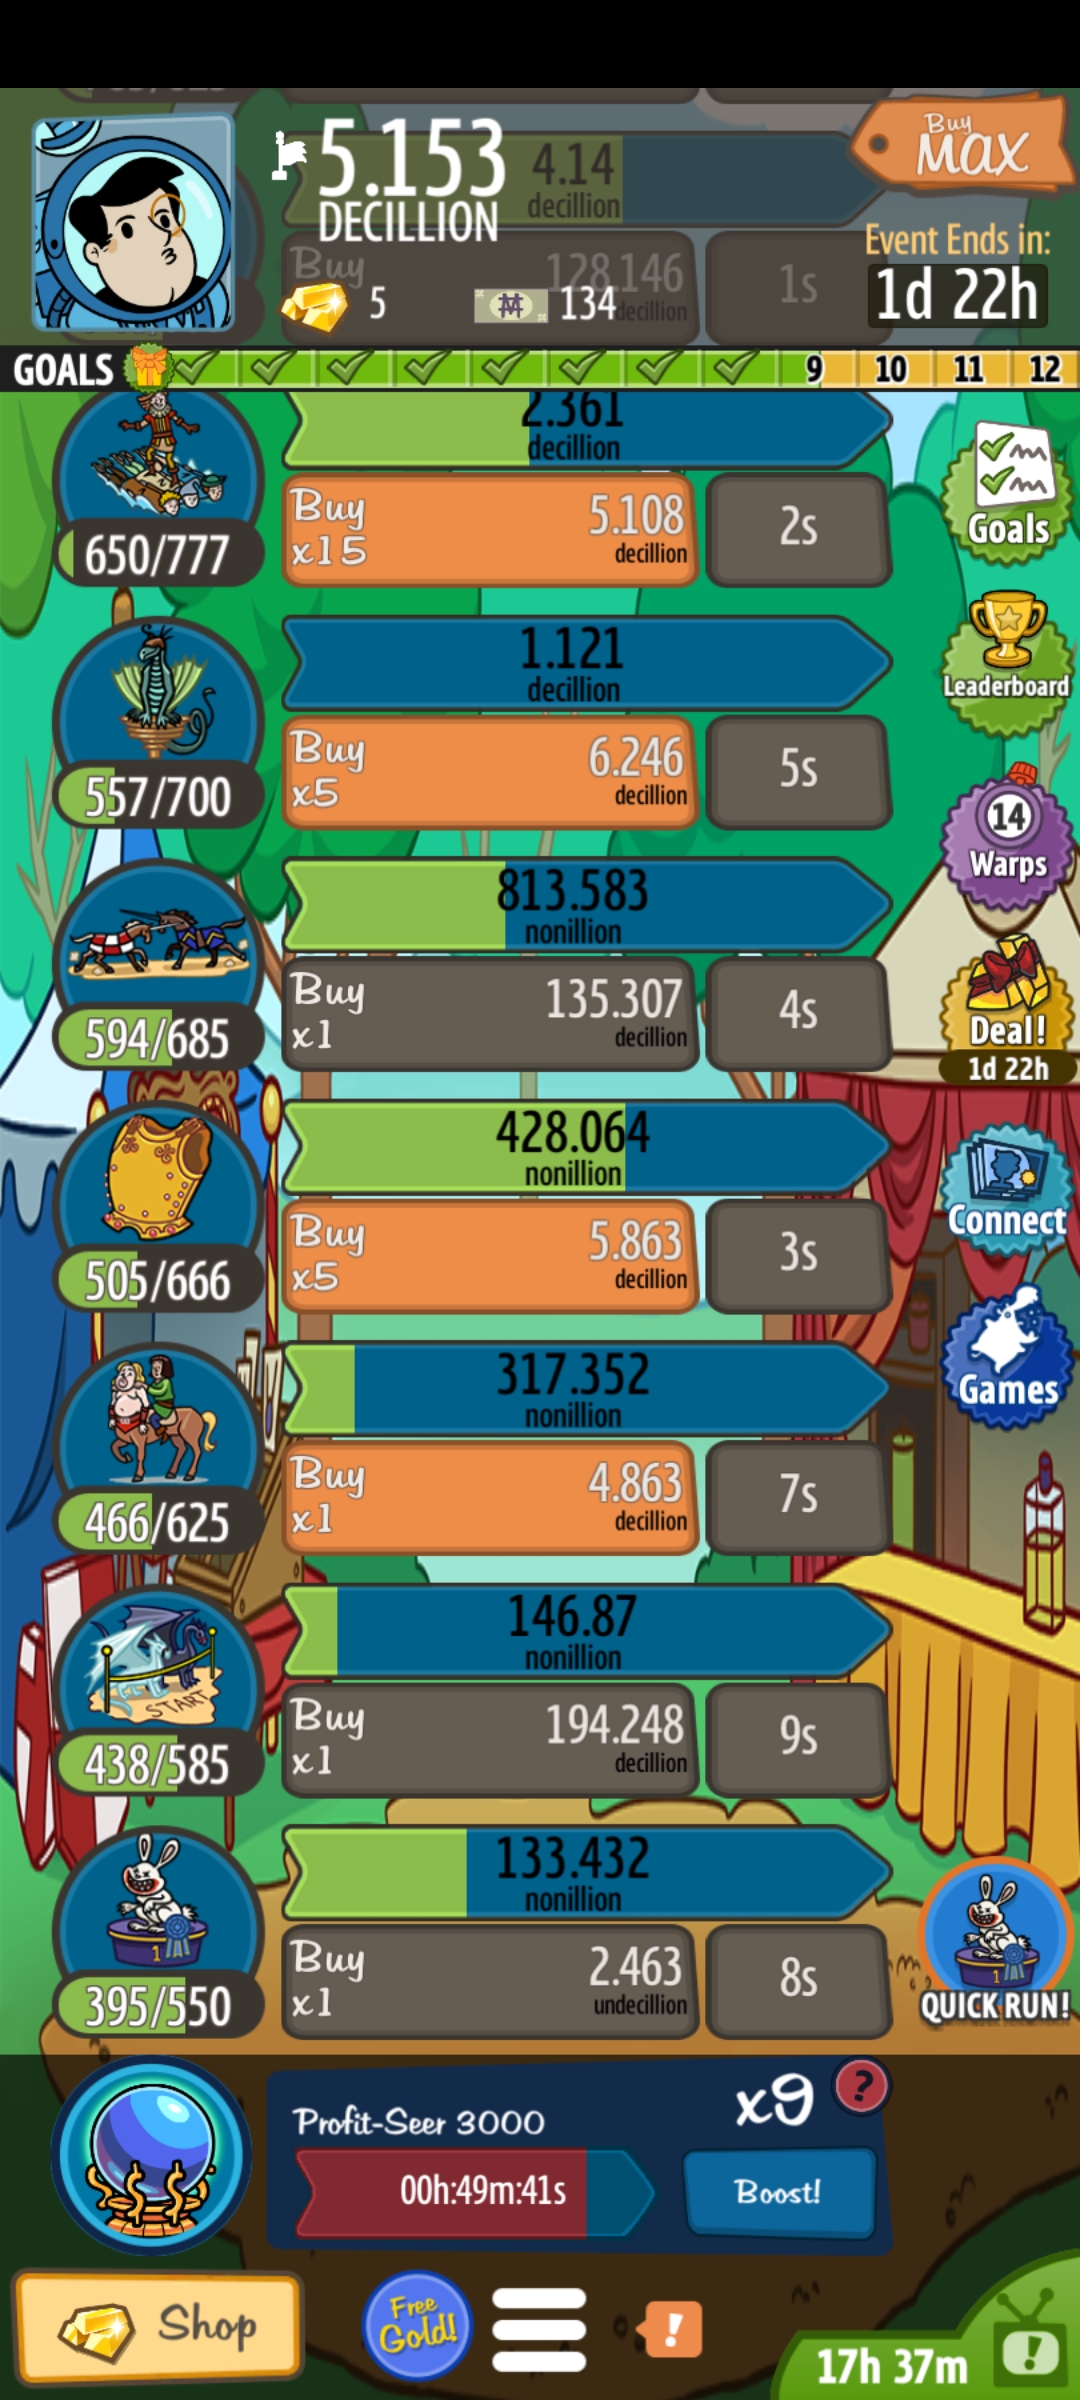 5.153
DECILLION
4.14
decillion
Buy
MAX
Event Ends in:
1d 22h
Buy
128.146
decillion
1s
5
134
GOALS
9
10
11
12
2.361
decillion
650/777
Buy
x15
5.108
decillion
2s
Goals
1.121
decillion
557/700
Buy
x5
6.246
decillion
5s
Leaderboard
813.583
nonillion
594/685
Buy
x1
135.307
decillion
4s
14
Warps
Deal!
1d 22h
428.064
nonillion
505/666
Buy
x5
5.863
decillion
3s
Connect
317.352
nonillion
466/625
Buy
x1
4.863
decillion
7s
Games
146.87
nonillion
START
438/585
Buy
x1
194.248
decillion
9s
133.432
nonillion
1
395/550
Buy
x1
2.463
undecillion
8s
1
QUICK RUN!
Profit-Seer 3000
x9
?
00h:49m:41s
Boost!
Shop
Free
Gold!
!
17h 37m
!